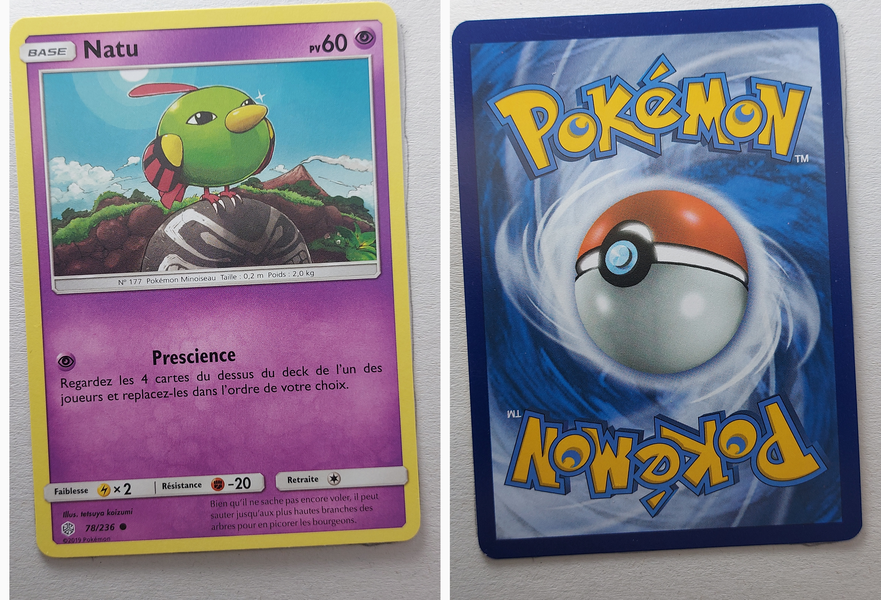 BASE Natu PV60
N° 177 Pokémon Minoiseau Taille : 0,2 m Poids : 2,0 kg
Prescience
Regardez les 4 cartes du dessus du deck de l'un des
joueurs et replacez-les dans l'ordre de votre choix.
Faiblesse ×2 Résistance -20 Retraite
Illus. tetsuya koizumi
78/236
©2019 Pokémon
Bien qu'il ne sache pas encore voler, il peut
sauter jusqu'aux plus hautes branches des
arbres pour en picorer les bourgeons.
POKéMON
TM
POKéMON
TM